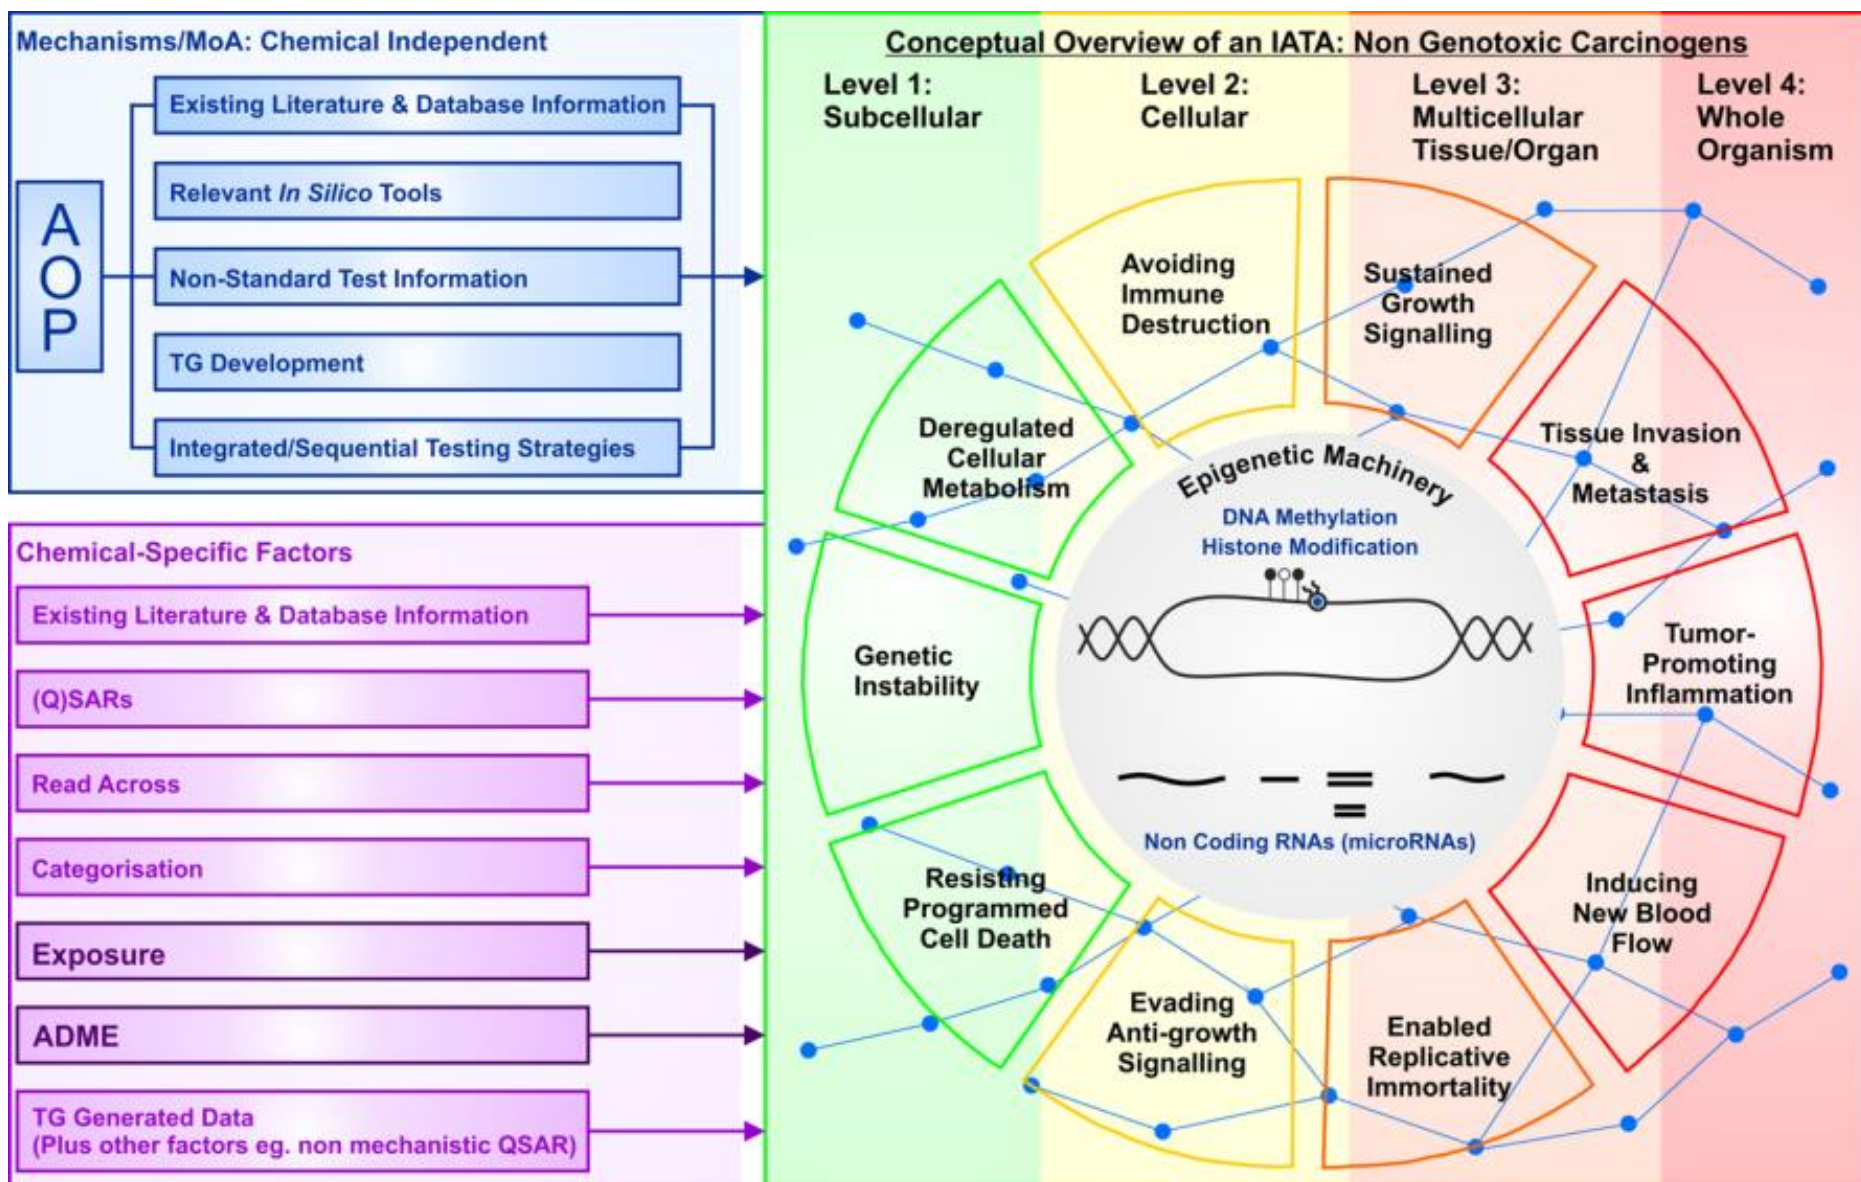 Mechanisms/MoA: Chemical Independent
A
O
P
Existing Literature & Database Information
Relevant In Silico Tools
Non-Standard Test Information
TG Development
Integrated/Sequential Testing Strategies
Chemical-Specific Factors
Existing Literature & Database Information
(Q)SARs
Read Across
Categorisation
Exposure
ADME
TG Generated Data
(Plus other factors eg. non mechanistic QSAR)
Conceptual Overview of an IATA: Non Genotoxic Carcinogens
Level 1:
Subcellular
Level 2:
Cellular
Level 3:
Multicellular
Tissue/Organ
Level 4:
Whole
Organism
Avoiding
Immune
Destruction
Sustained
Growth
Signalling
Deregulated
Cellular
Metabolism
Tissue Invasion
&
Metastasis
Genetic
Instability
Tumor-
Promoting
Inflammation
Resisting
Programmed
Cell Death
Inducing
New Blood
Flow
Evading
Anti-growth
Signalling
Enabled
Replicative
Immortality
Epigenetic Machinery
DNA Methylation
Histone Modification
Non Coding RNAs (microRNAs)